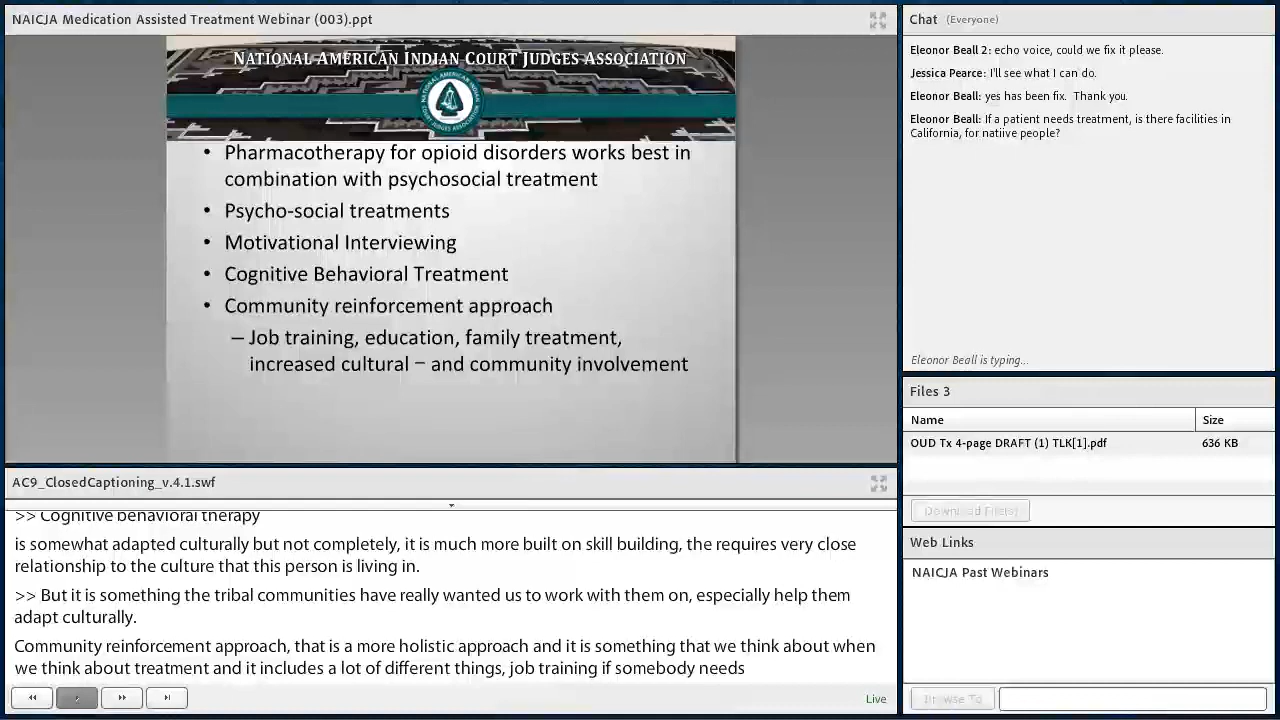 NAICJA Medication Assisted Treatment Webinar (003).ppt
NATIONAL AMERICAN INDIAN COURT JUDGES ASSOCIATION
• Pharmacotherapy for opioid disorders works best in
combination with psychosocial treatment
• Psycho-social treatments
• Motivational Interviewing
• Cognitive Behavioral Treatment
• Community reinforcement approach
– Job training, education, family treatment,
increased cultural – and community involvement
AC9_ClosedCaptioning_v.4.1.swf
>> Cognitive behavioral therapy
is somewhat adapted culturally but not completely, it is much more built on skill building, the requires very close
relationship to the culture that this person is living in.
>> But it is something the tribal communities have really wanted us to work with them on, especially help them
adapt culturally.
Community reinforcement approach, that is a more holistic approach and it is something that we think about when
we think about treatment and it includes a lot of different things, job training if somebody needs
Live
Chat (Everyone)
Eleonor Beall 2: echo voice, could we fix it please.
Jessica Pearce: I'll see what I can do.
Eleonor Beall: yes has been fix. Thank you.
Eleonor Beall: If a patient needs treatment, is there facilities in
California, for natiive people?
Eleonor Beall is typing...
Files 3
Name Size
OUD Tx 4-page DRAFT (1) TLK[1].pdf 636 KB
Download File(s)
Web Links
NAICJA Past Webinars
Browse To